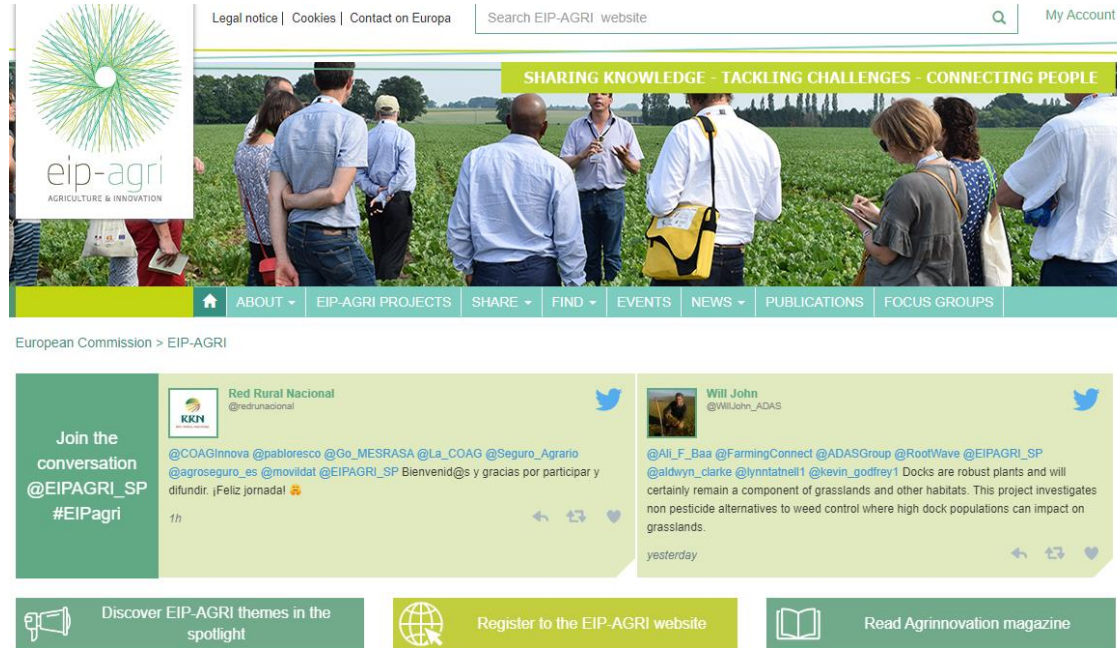 Legal notice | Cookies | Contact on Europa
Search EIP-AGRI website
My Account
SHARING KNOWLEDGE - TACKLING CHALLENGES - CONNECTING PEOPLE
eip-agri
AGRICULTURE & INNOVATION
ABOUT
EIP-AGRI PROJECTS
SHARE
FIND
EVENTS
NEWS
PUBLICATIONS
FOCUS GROUPS
European Commission > EIP-AGRI
Join the
conversation
@EIPAGRI_SP
#EIPagri
RKN
Red Rural Nacional
@redrunacional
@COAGInnova @pabloresco @Go_MESRASA @La_COAG @Seguro_Agrario
@agroseguro_es @movildat @EIPAGRI_SP Bienvenid@s y gracias por participar y
difundir. ¡Feliz jornada!
1h
Will John
@WillJohn_ADAS
@Ali_F_Baa @FarmingConnect @ADASGroup @RootWave @EIPAGRI_SP
@aldwyn_clarke @lynntatnell1 @kevin_godfrey1 Docks are robust plants and will
certainly remain a component of grasslands and other habitats. This project investigates
non pesticide alternatives to weed control where high dock populations can impact on
grasslands.
yesterday
Discover EIP-AGRI themes in the
spotlight
Register to the EIP-AGRI website
Read Agrinnovation magazine